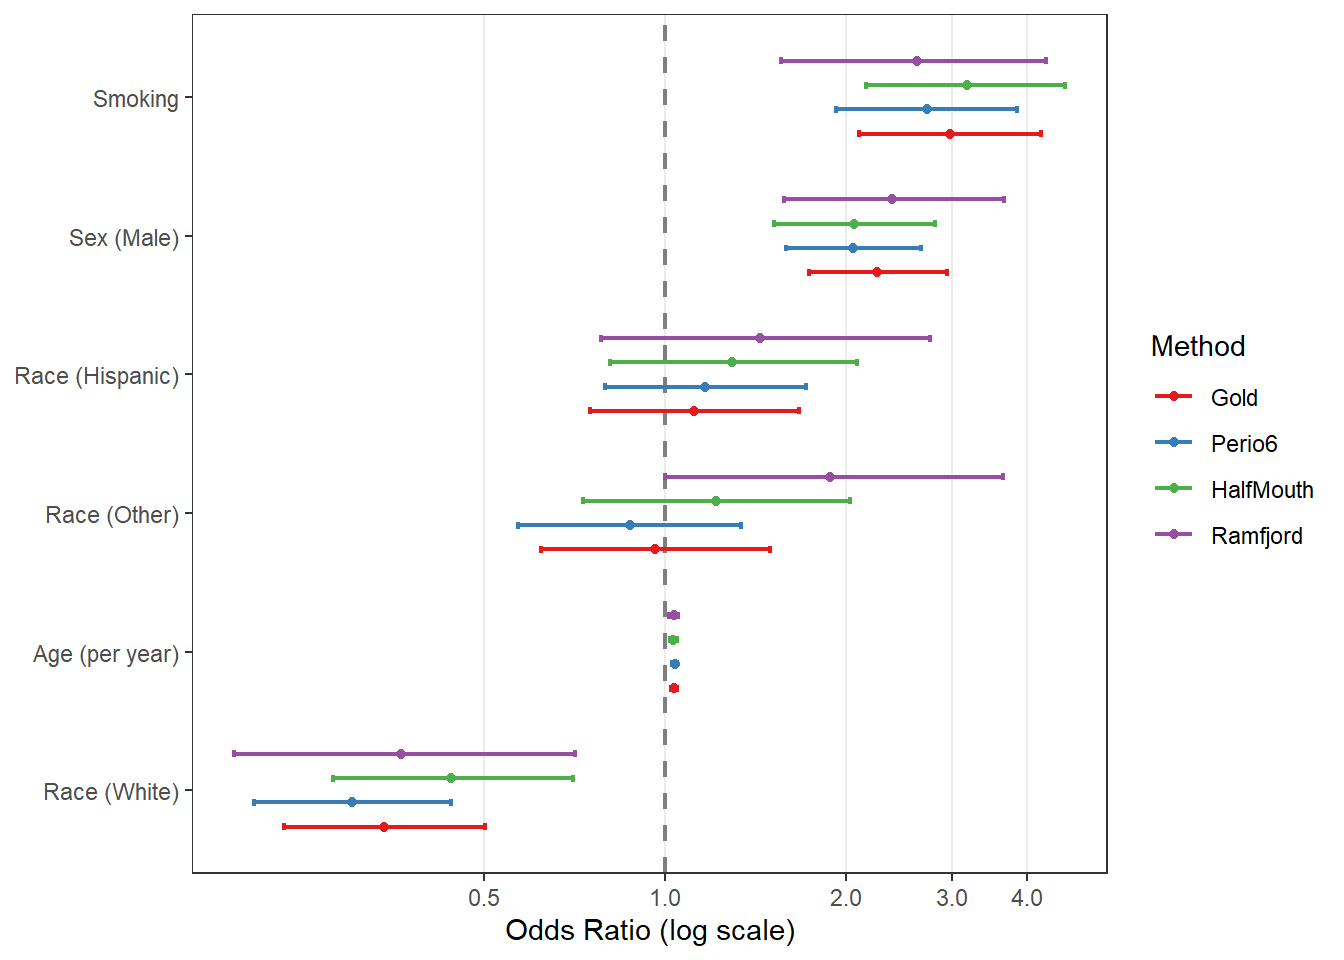 Smoking
Sex (Male)
Race (Hispanic)
Race (Other)
Age (per year)
Race (White)
0.5 1.0 2.0 3.0 4.0
Odds Ratio (log scale)
Method
Gold
Perio6
HalfMouth
Ramfjord